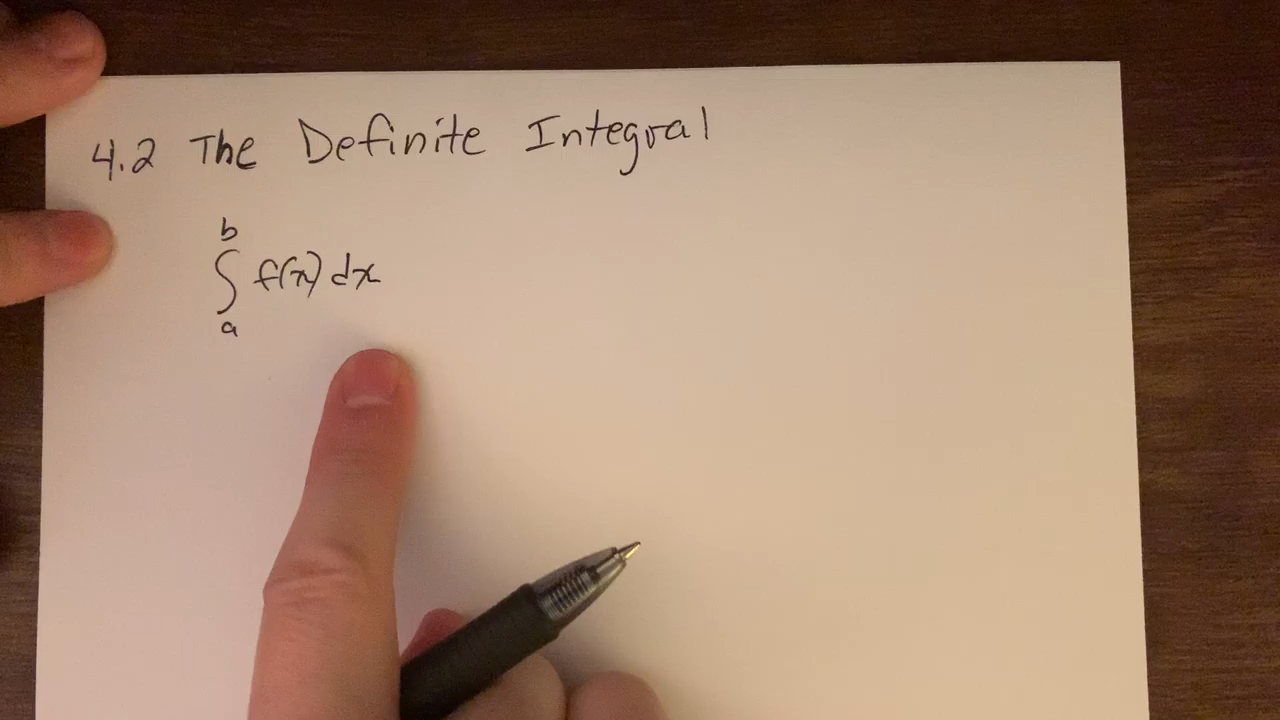 4.2 The Definite Integral
b
∫ f(x) dx
a